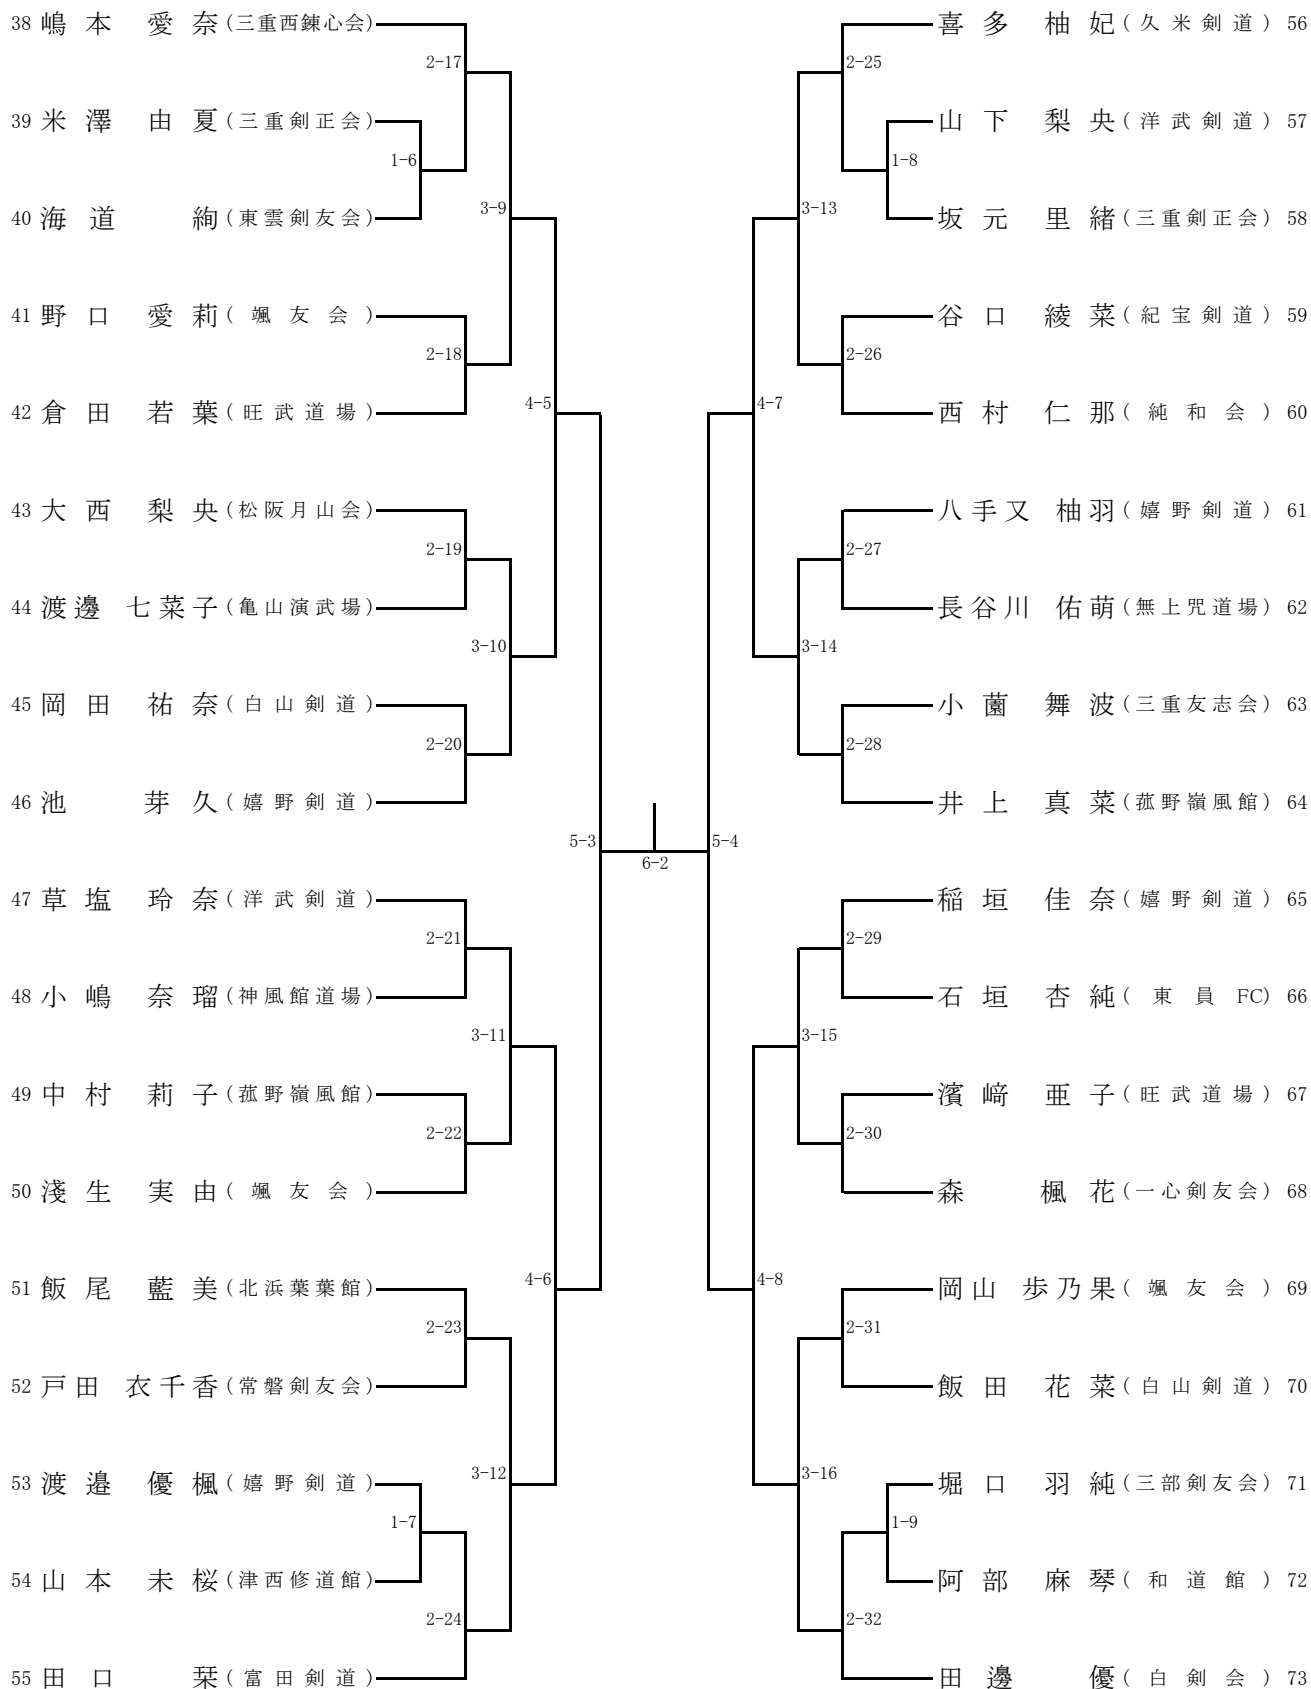 38 嶋本 愛奈 (三重西錬心会)
2-17
39 米澤 由夏 (三重剣正会)
1-6
40 海道 絢 (東雲剣友会)
3-9
41 野口 愛莉 (颯友会)
2-18
42 倉田 若葉 (旺武道場)
4-5
43 大西 梨央 (松阪月山会)
2-19
44 渡邊 七菜子 (亀山演武場)
3-10
45 岡田 祐奈 (白山剣道)
2-20
46 池 芽久 (嬉野剣道)
5-3
47 草塩 玲奈 (洋武剣道)
2-21
48 小嶋 奈瑠 (神風館道場)
3-11
49 中村 莉子 (菰野嶺風館)
2-22
50 淺生 実由 (颯友会)
4-6
51 飯尾 藍美 (北浜葉葉館)
2-23
52 戸田 衣千香 (常磐剣友会)
3-12
53 渡邉 優楓 (嬉野剣道)
1-7
54 山本 未桜 (津西修道館)
2-24
55 田口 栞 (富田剣道)
6-2
喜多 柚妃 (久米剣道) 56
2-25
山下 梨央 (洋武剣道) 57
1-8
坂元 里緒 (三重剣正会) 58
3-13
谷口 綾菜 (紀宝剣道) 59
2-26
西村 仁那 (純和会) 60
4-7
八手又 柚羽 (嬉野剣道) 61
2-27
長谷川 佑萌 (無上咒道場) 62
3-14
小薗 舞波 (三重友志会) 63
2-28
井上 真菜 (菰野嶺風館) 64
5-4
稲垣 佳奈 (嬉野剣道) 65
2-29
石垣 杏純 (東員FC) 66
3-15
濱﨑 亜子 (旺武道場) 67
2-30
森 楓花 (一心剣友会) 68
4-8
岡山 歩乃果 (颯友会) 69
2-31
飯田 花菜 (白山剣道) 70
3-16
堀口 羽純 (三部剣友会) 71
1-9
阿部 麻琴 (和道館) 72
2-32
田邊 優 (白剣会) 73